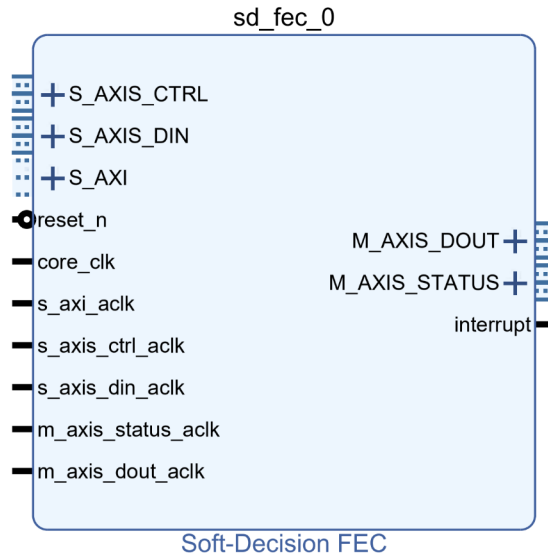 sd_fec_0
S_AXIS_CTRL
S_AXIS_DIN
S_AXI
reset_n
core_clk
s_axi_aclk
s_axis_ctrl_aclk
s_axis_din_aclk
m_axis_status_aclk
m_axis_dout_aclk
M_AXIS_DOUT
M_AXIS_STATUS
interrupt
Soft-Decision FEC